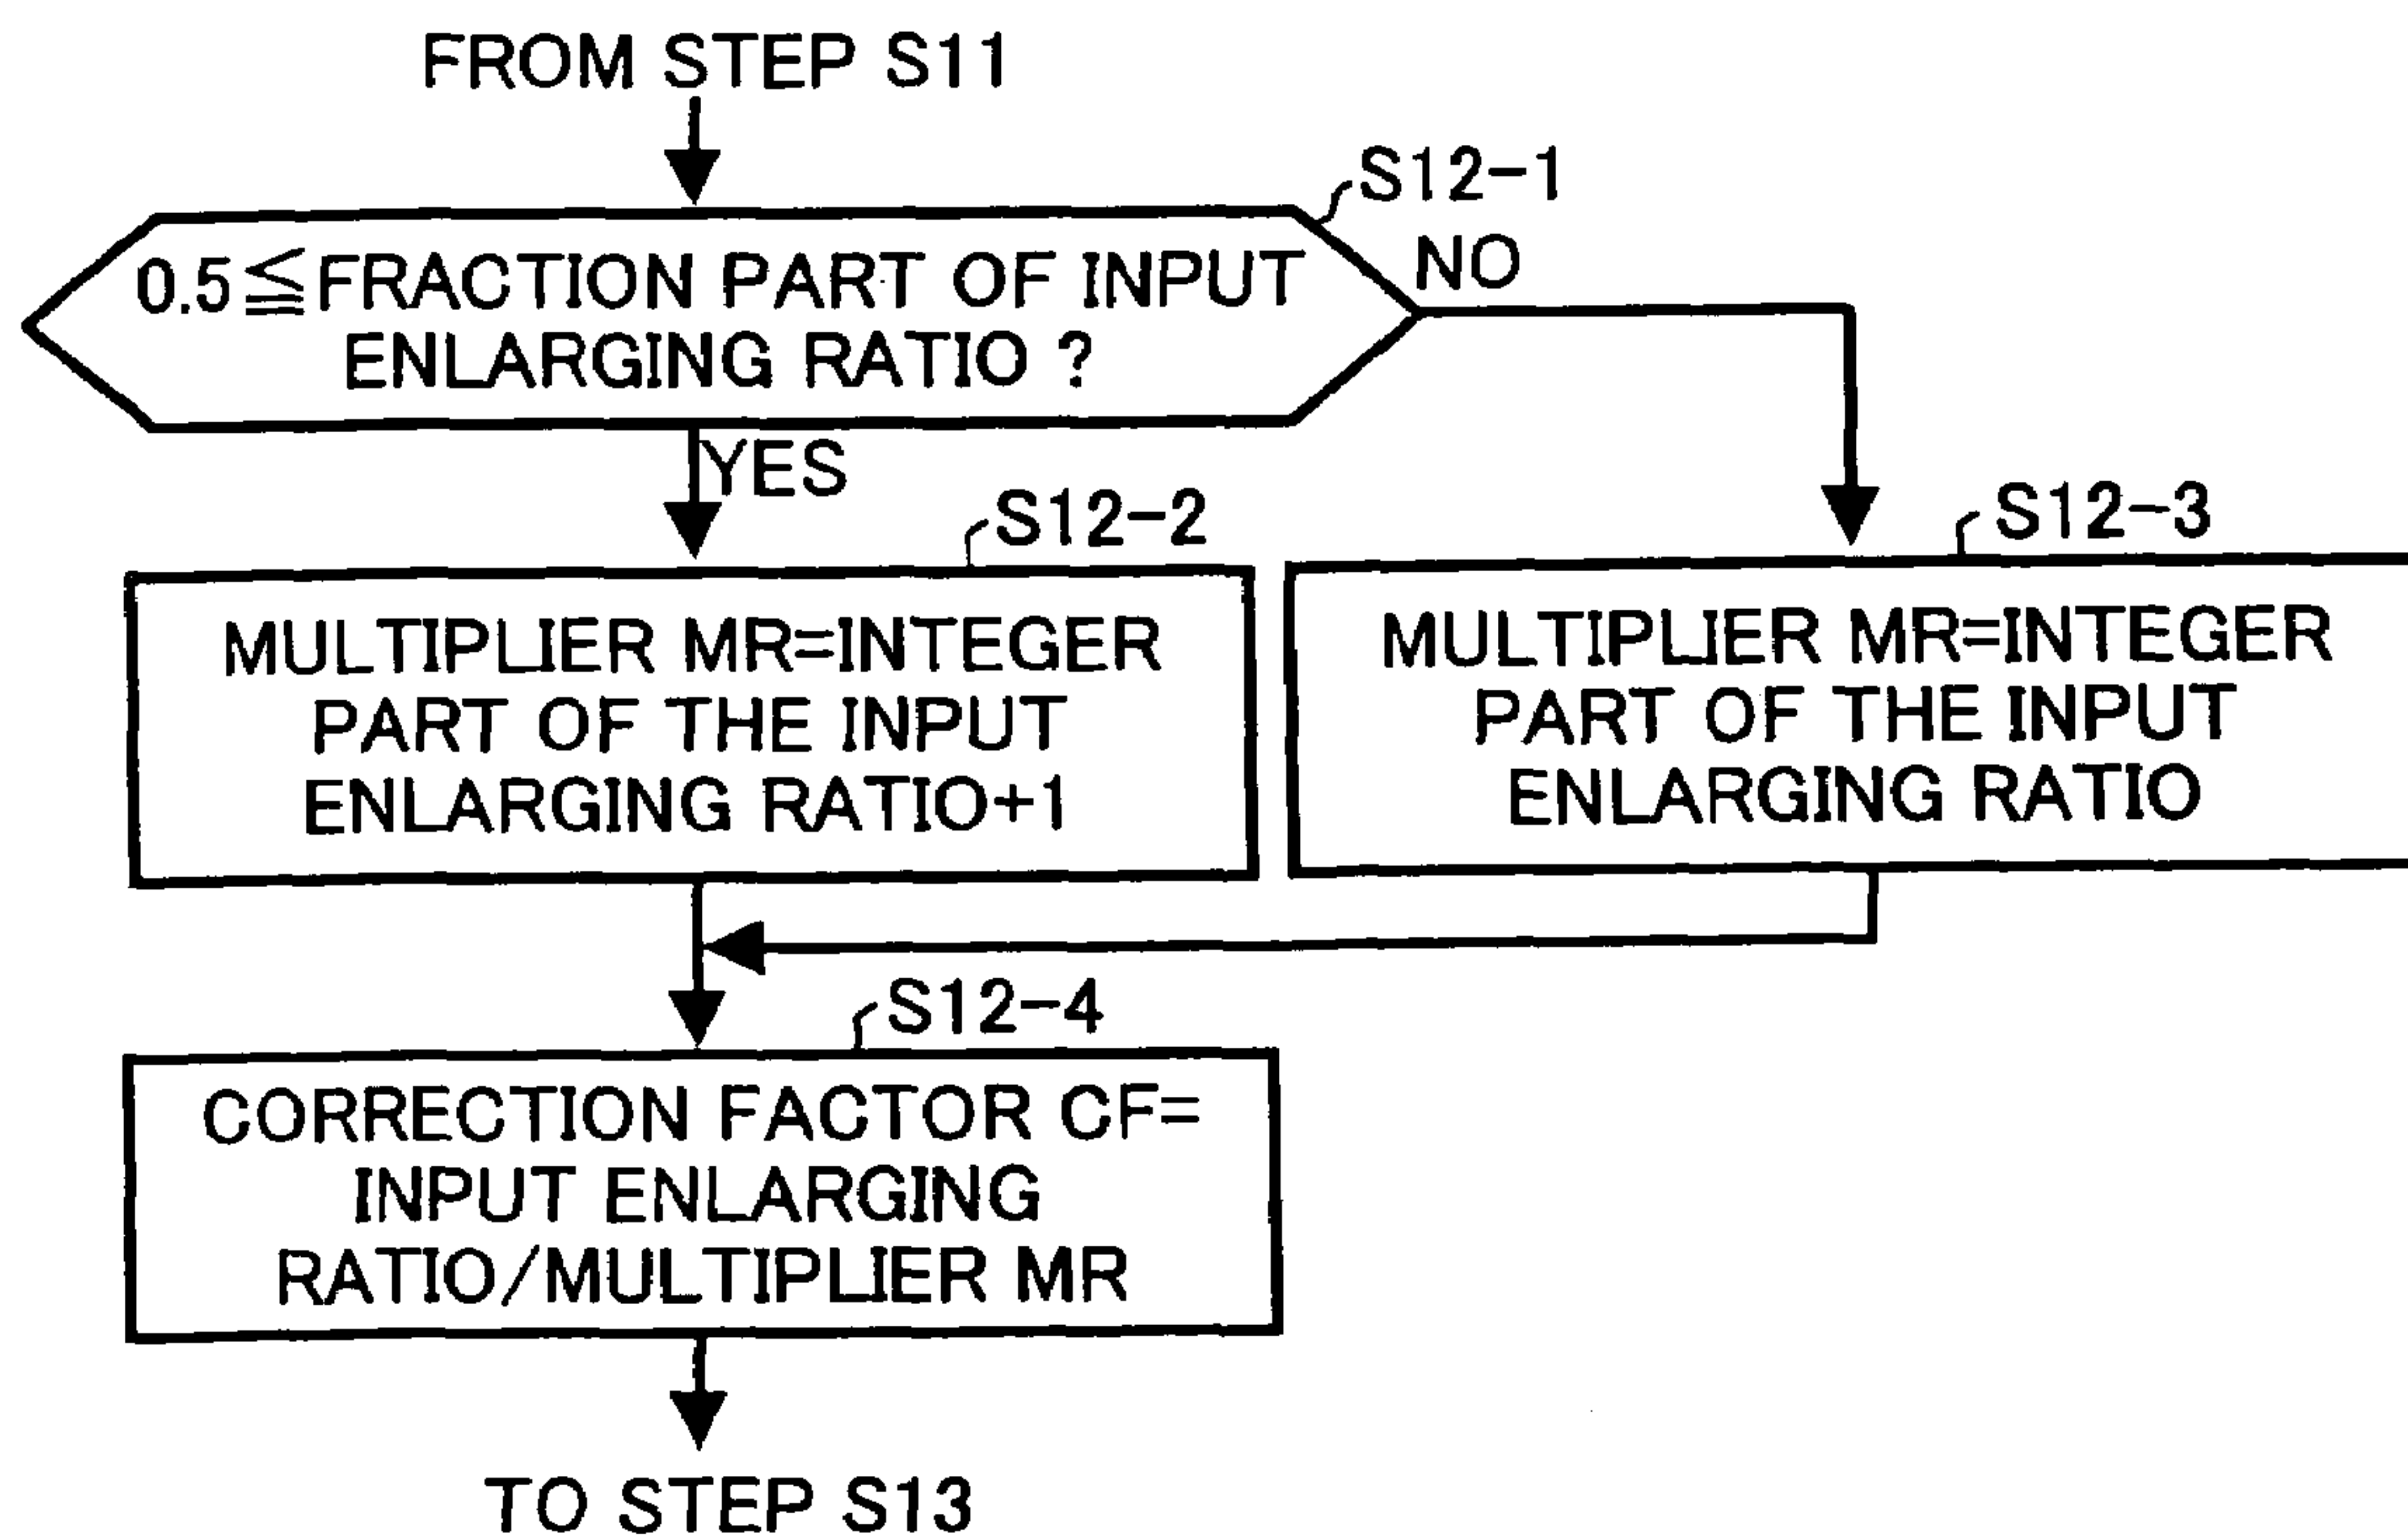 FROM STEP S11
S12-1
0.5≦FRACTION PART OF INPUT
ENLARGING RATIO ?
NO
YES
S12-2
MULTIPLIER MR=INTEGER
PART OF THE INPUT
ENLARGING RATIO+1
S12-3
MULTIPLIER MR=INTEGER
PART OF THE INPUT
ENLARGING RATIO
S12-4
CORRECTION FACTOR CF=
INPUT ENLARGING
RATIO/MULTIPLIER MR
TO STEP S13